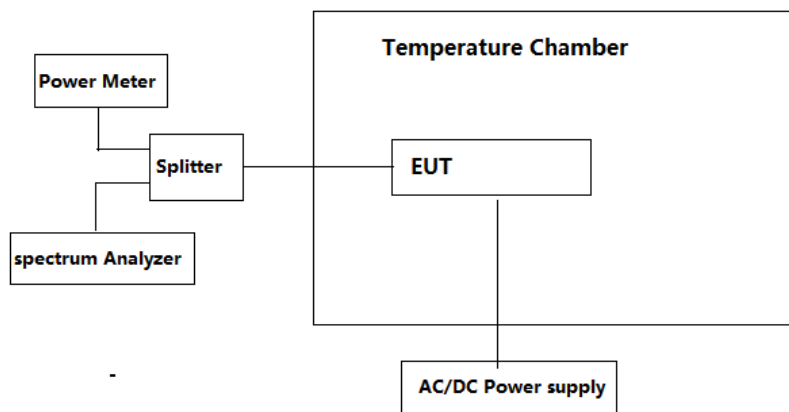 Temperature Chamber
Power Meter
Splitter
EUT
spectrum Analyzer
-
AC/DC Power supply